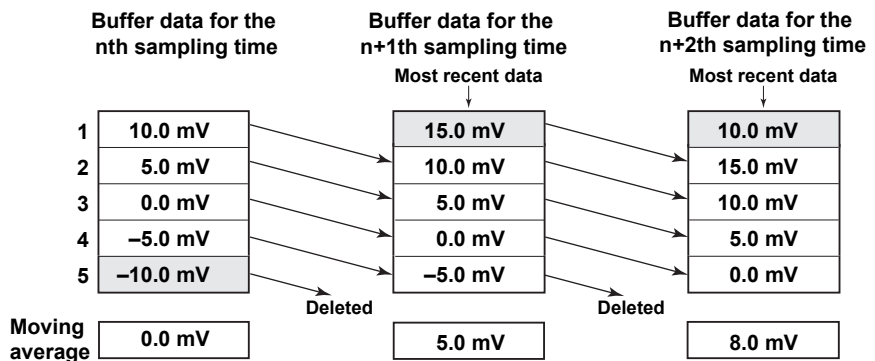 Buffer data for the
nth sampling time
Buffer data for the
n+1th sampling time
Buffer data for the
n+2th sampling time
Most recent data
Most recent data
1 10.0 mV 15.0 mV 10.0 mV
2 5.0 mV 10.0 mV 15.0 mV
3 0.0 mV 5.0 mV 10.0 mV
4 –5.0 mV 0.0 mV 5.0 mV
5 –10.0 mV –5.0 mV 0.0 mV
Deleted Deleted
Moving
average
0.0 mV 5.0 mV 8.0 mV